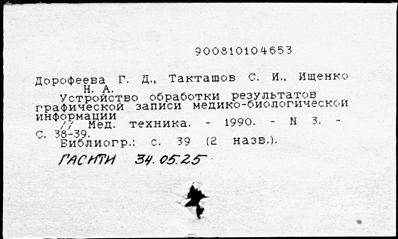 900810104653
Дорофеева Г. Д., Такташов С. И., Ищенко
Н. А.
Устройство обработки результатов
графической записи медико-биологической
информации
// Мед. техника. - 1990. - N 3. -
С. 38-39.
Библиогр.: с. 39 (2 назв.).
ГАСНТИ 34.05.25